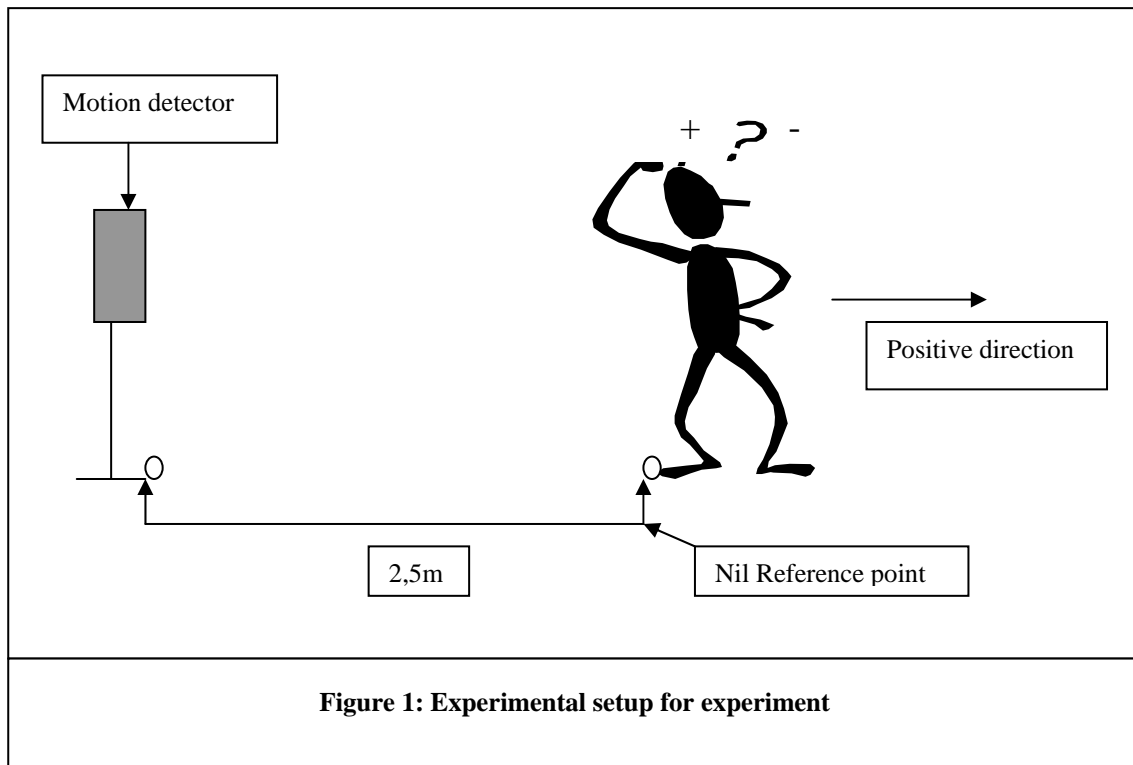 Motion detector
+ ? -
Positive direction
2,5m
Nil Reference point
Figure 1: Experimental setup for experiment